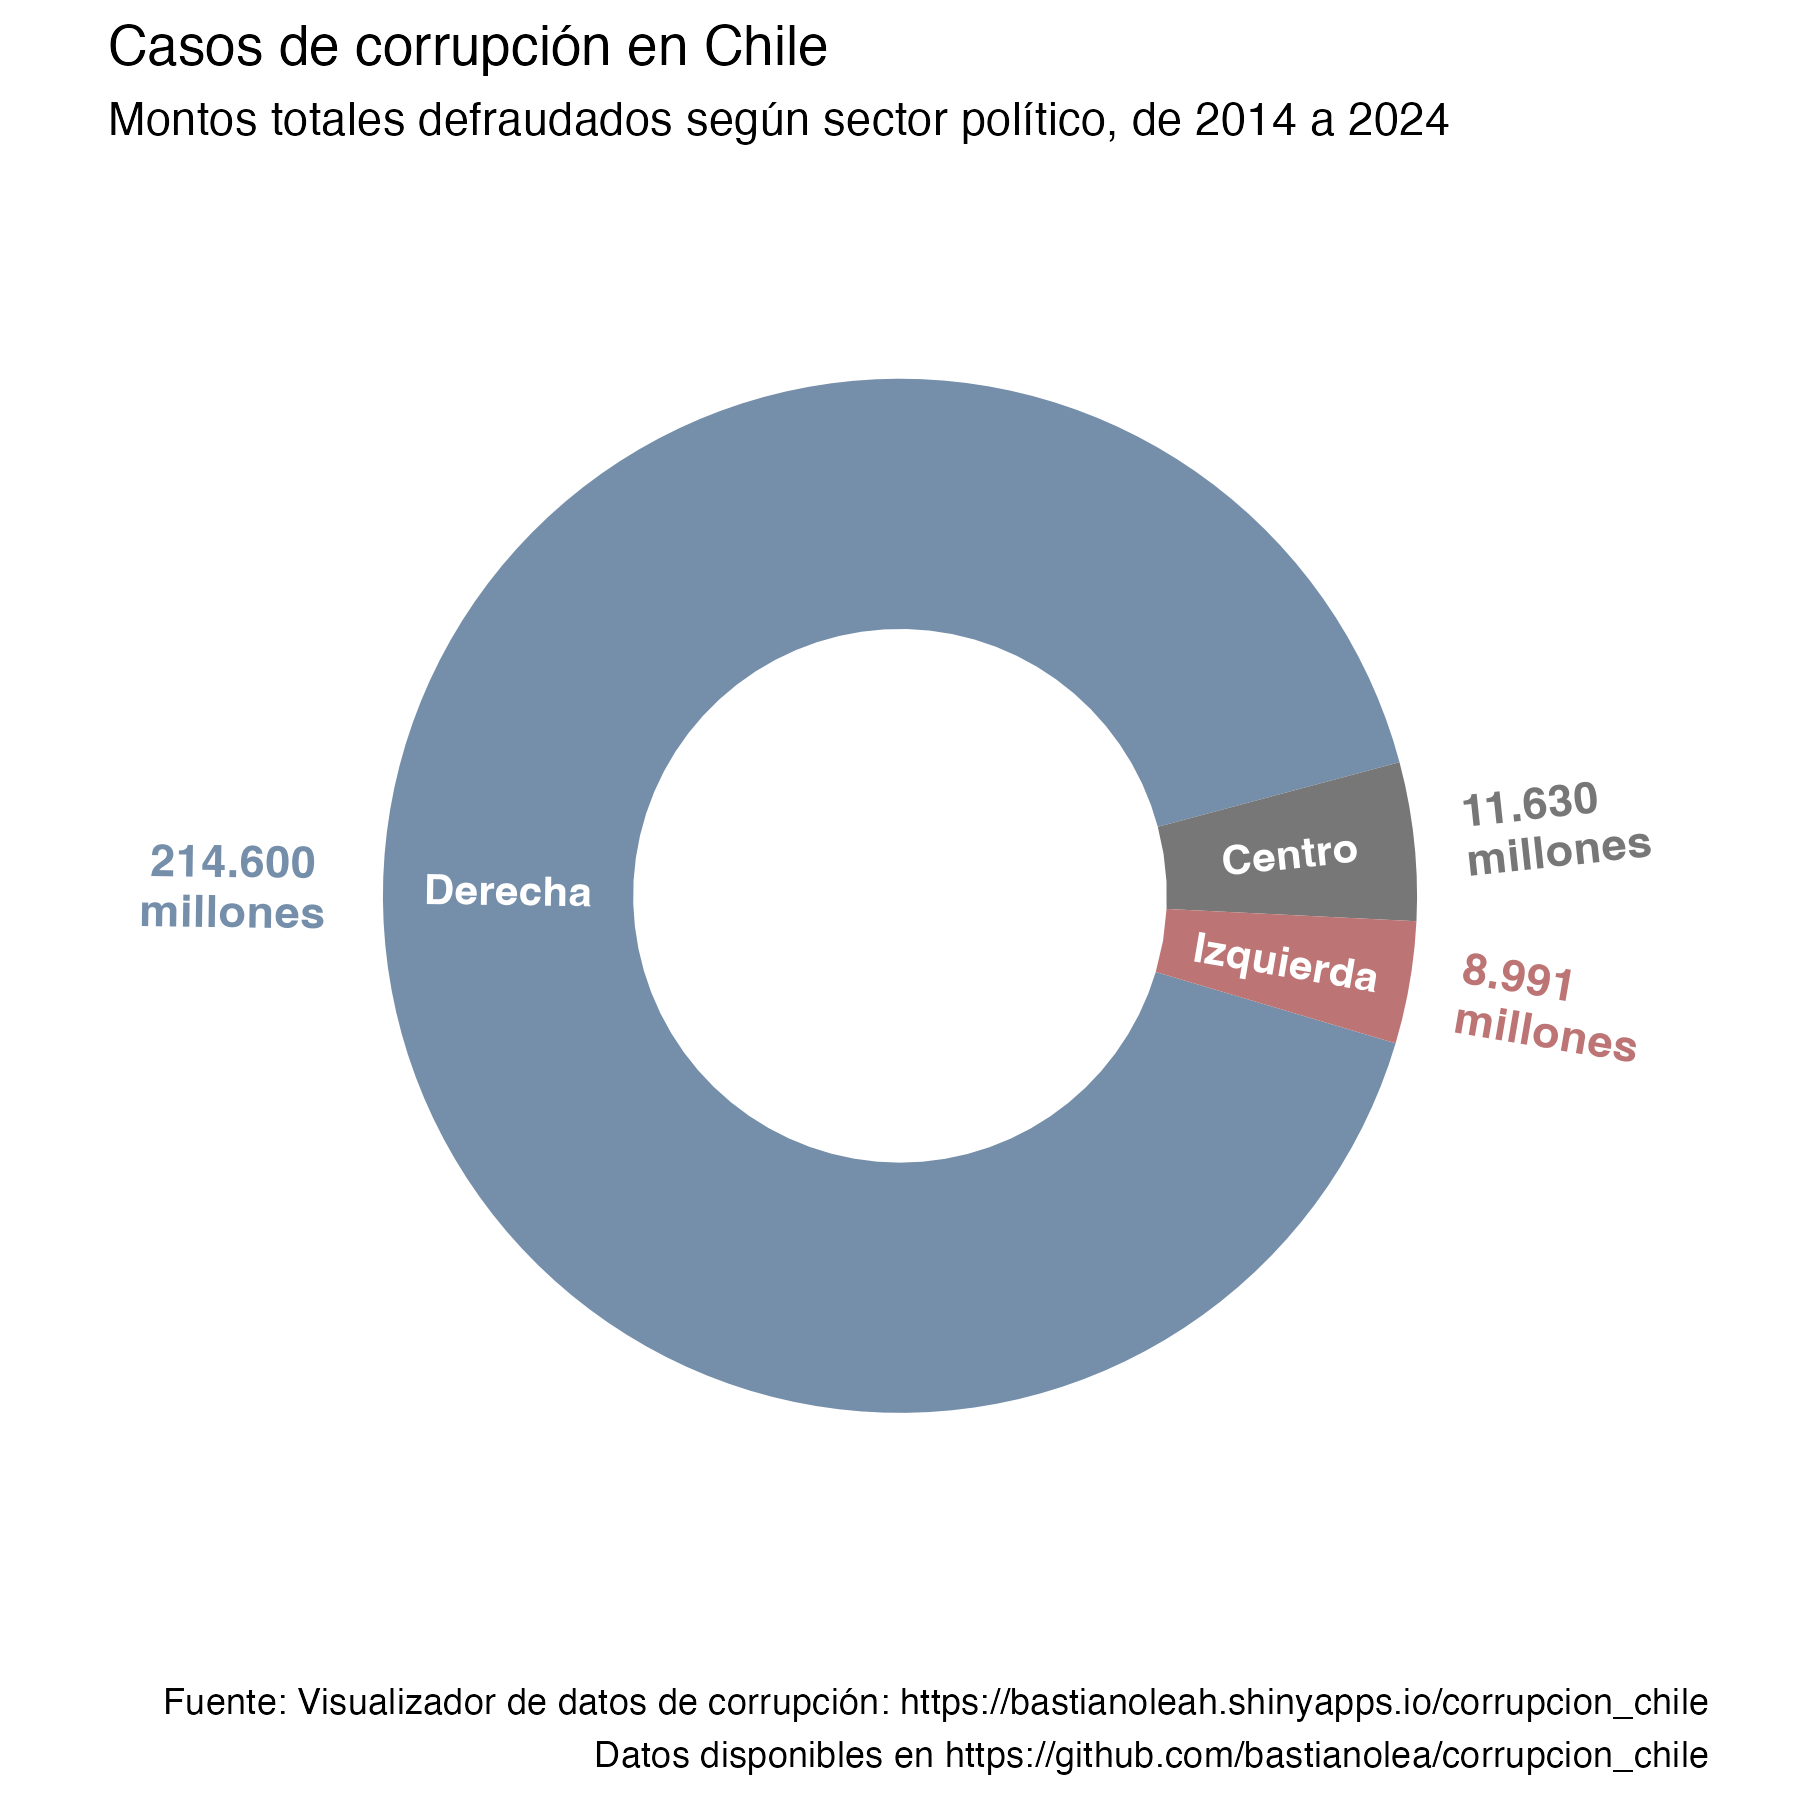 Casos de corrupción en Chile
Montos totales defraudados según sector político, de 2014 a 2024
214.600
millones
Derecha
Centro
11.630
millones
Izquierda
8.991
millones
Fuente: Visualizador de datos de corrupción: https://bastianoleah.shinyapps.io/corrupcion_chile
Datos disponibles en https://github.com/bastianolea/corrupcion_chile